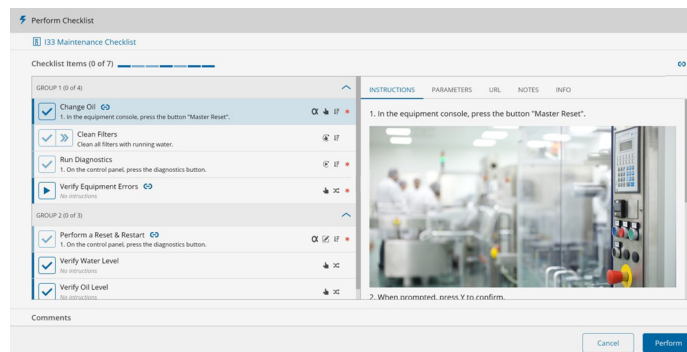 Perform Checklist
I33 Maintenance Checklist
Checklist Items (0 of 7)
GROUP 1 (0 of 4)
Change Oil
1. In the equipment console, press the button "Master Reset".
Clean Filters
Clean all filters with running water.
Run Diagnostics
1. On the control panel, press the diagnostics button.
Verify Equipment Errors
No intructions
GROUP 2 (0 of 3)
Perform a Reset & Restart
1. On the control panel, press the diagnostics button.
Verify Water Level
No intructions
Verify Oil Level
No intructions
INSTRUCTIONS PARAMETERS URL NOTES INFO
1. In the equipment console, press the button "Master Reset".
2. When prompted, press Y to confirm.
Comments
Cancel Perform